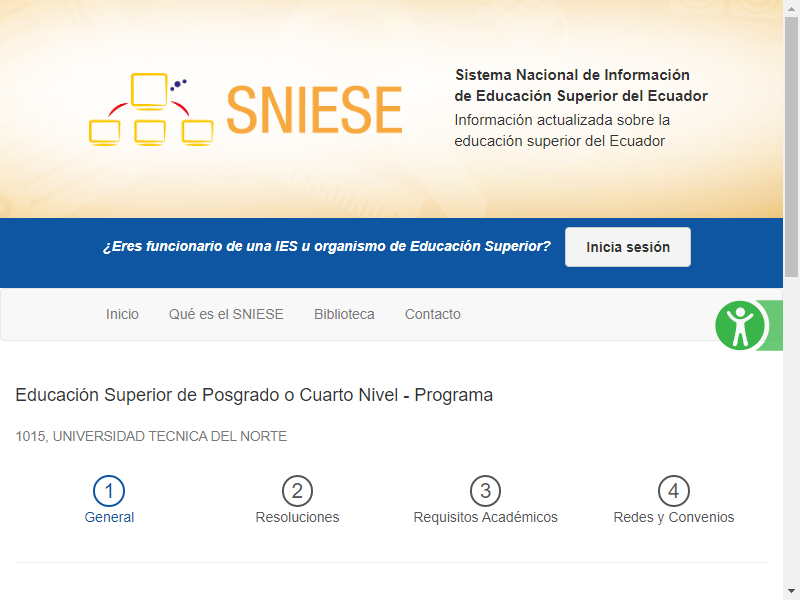 SNIESE
Sistema Nacional de Información
de Educación Superior del Ecuador
Información actualizada sobre la
educación superior del Ecuador
¿Eres funcionario de una IES u organismo de Educación Superior?
Inicia sesión
Inicio
Qué es el SNIESE
Biblioteca
Contacto
Educación Superior de Posgrado o Cuarto Nivel - Programa
1015, UNIVERSIDAD TECNICA DEL NORTE
1
General
2
Resoluciones
3
Requisitos Académicos
4
Redes y Convenios